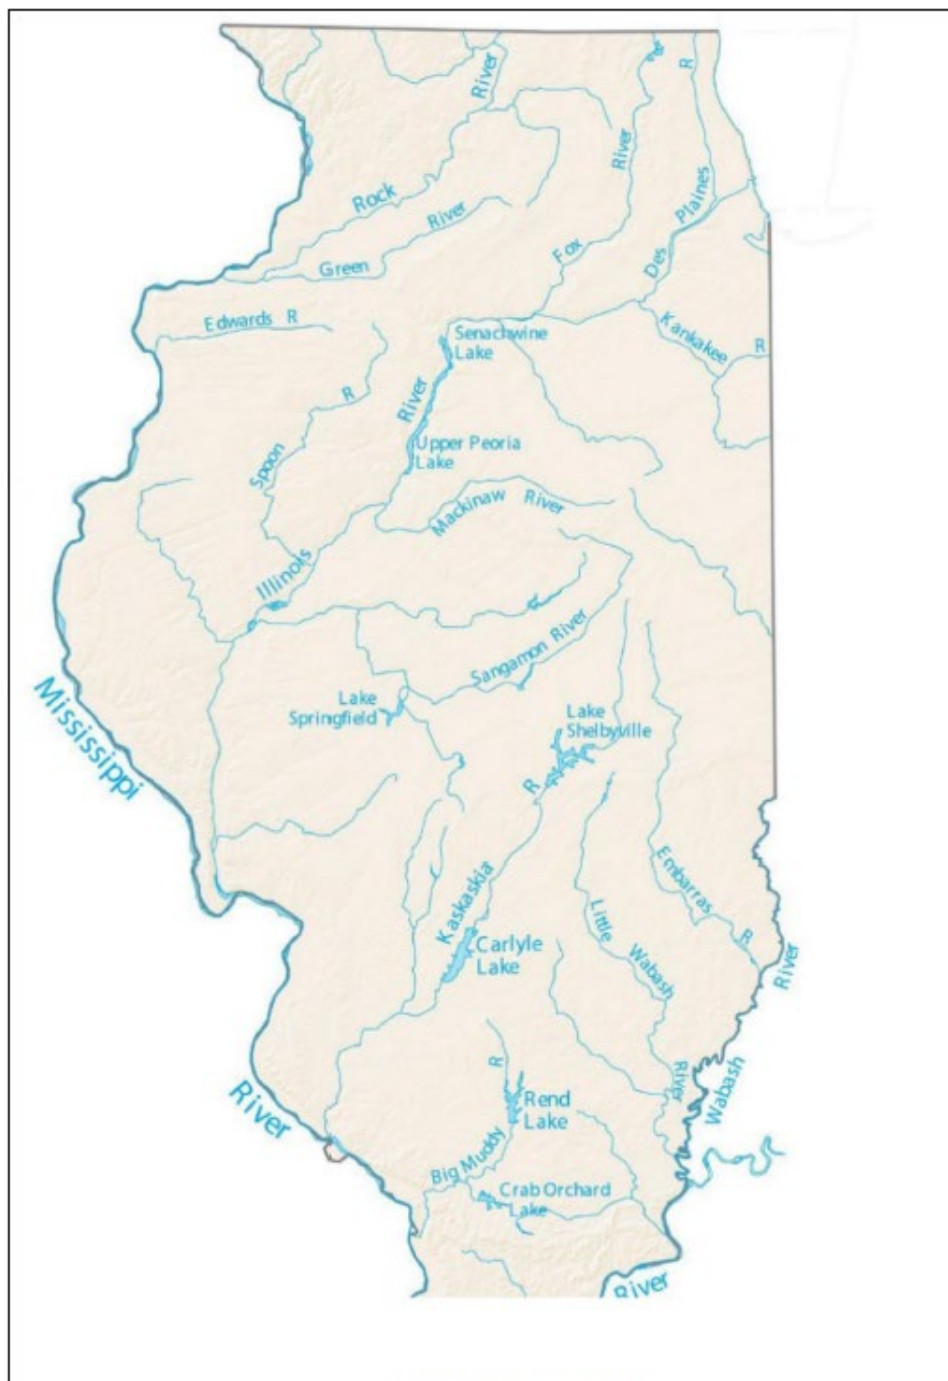 River
R
River
Rock
River
Plaines
Fox
Des
Green
Edwards R
Kankakee R
Senachwine
Lake
River
R
Spoon
Upper Peoria
Lake
Mackinaw River
Illinois
Sangamon River
Mississippi
Lake
Springfield
Lake
Shelbyville
R
Embarras R
Kaskaskia
Little Wabash
River
Carlyle
Lake
River
Wabash
River
R
Rend
Lake
River
Big Muddy
Crab Orchard
Lake
River